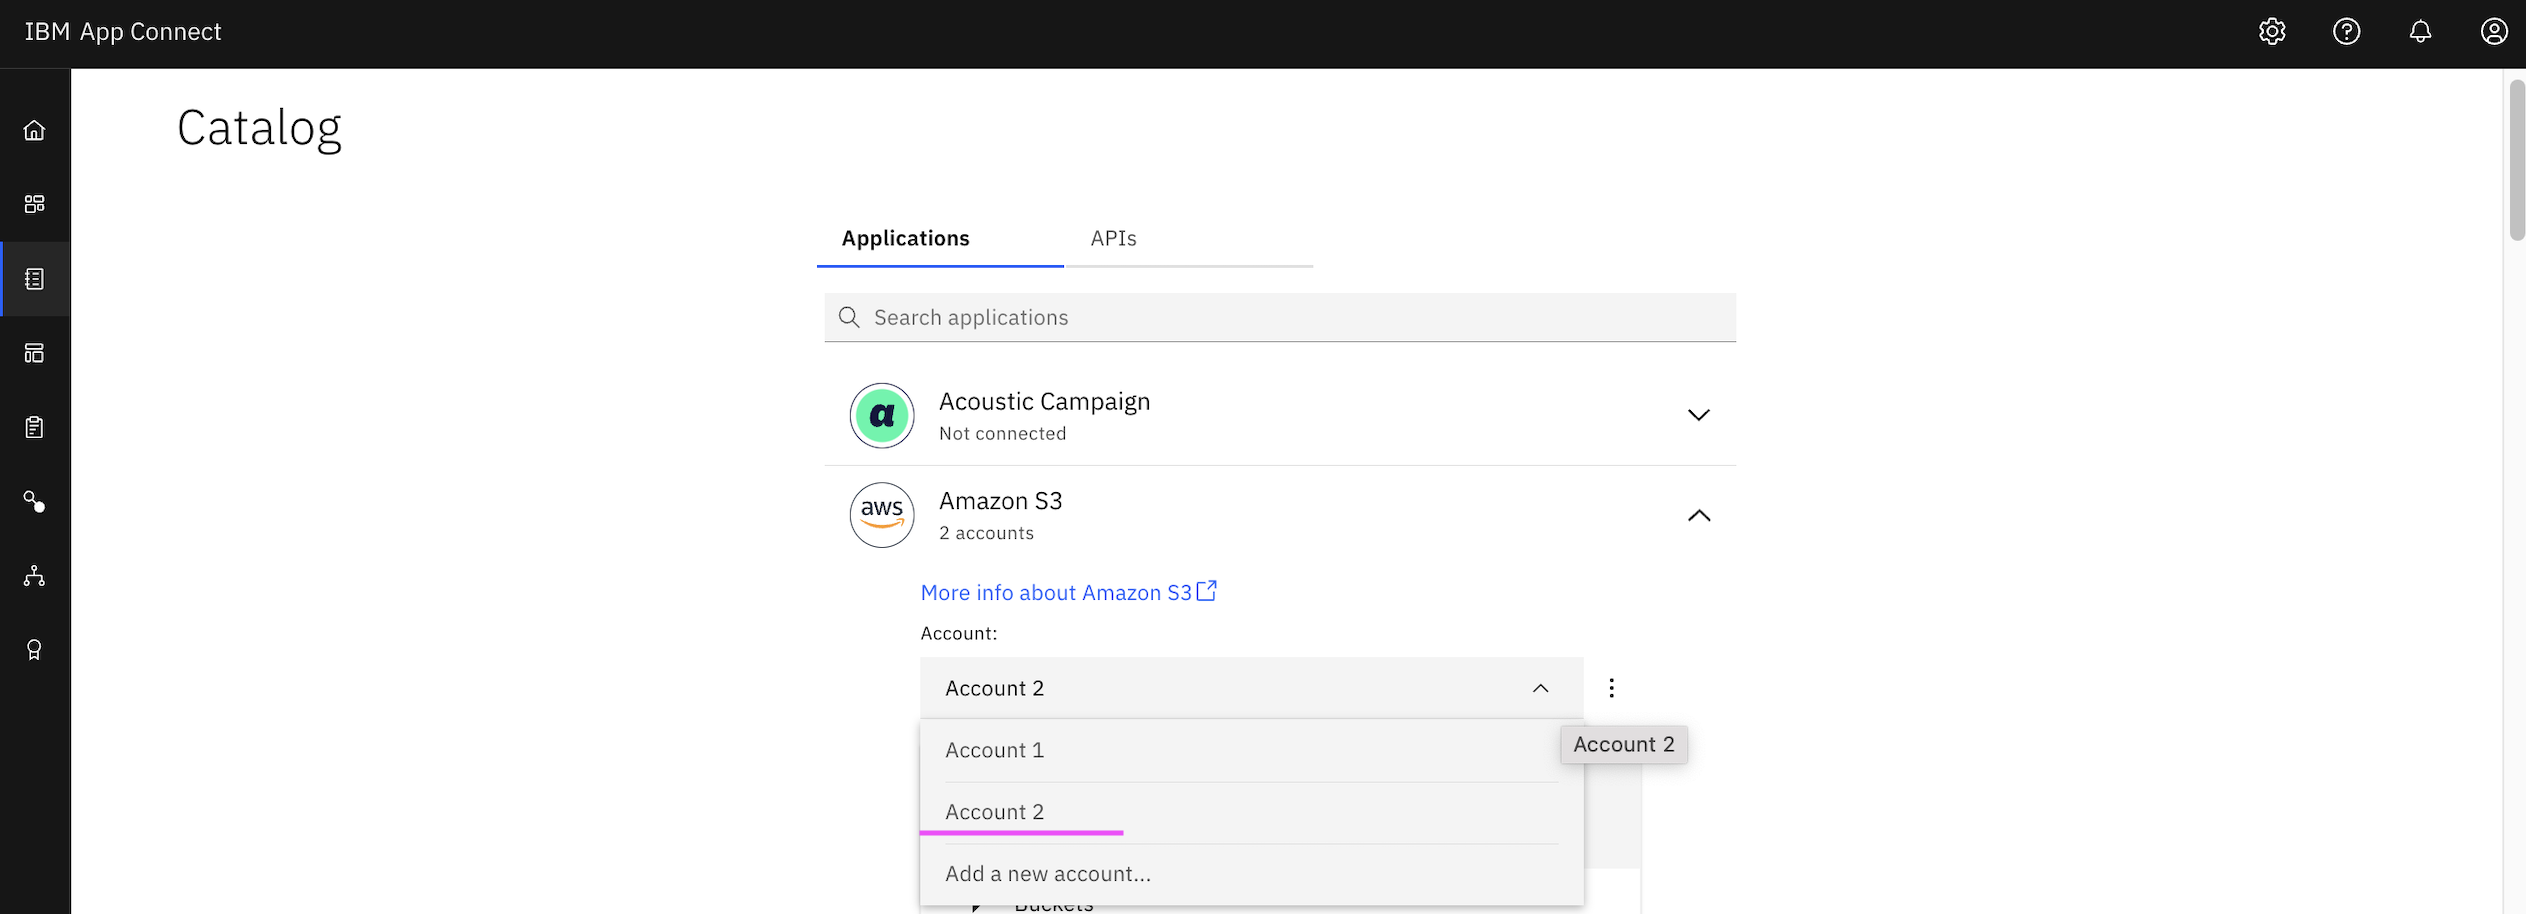 IBM App Connect
Catalog
Applications
APIs
Search applications
a
Acoustic Campaign
Not connected
aws
Amazon S3
2 accounts
More info about Amazon S3
Account:
Account 2
Account 2
Account 1
Account 2
Add a new account...
Buckets